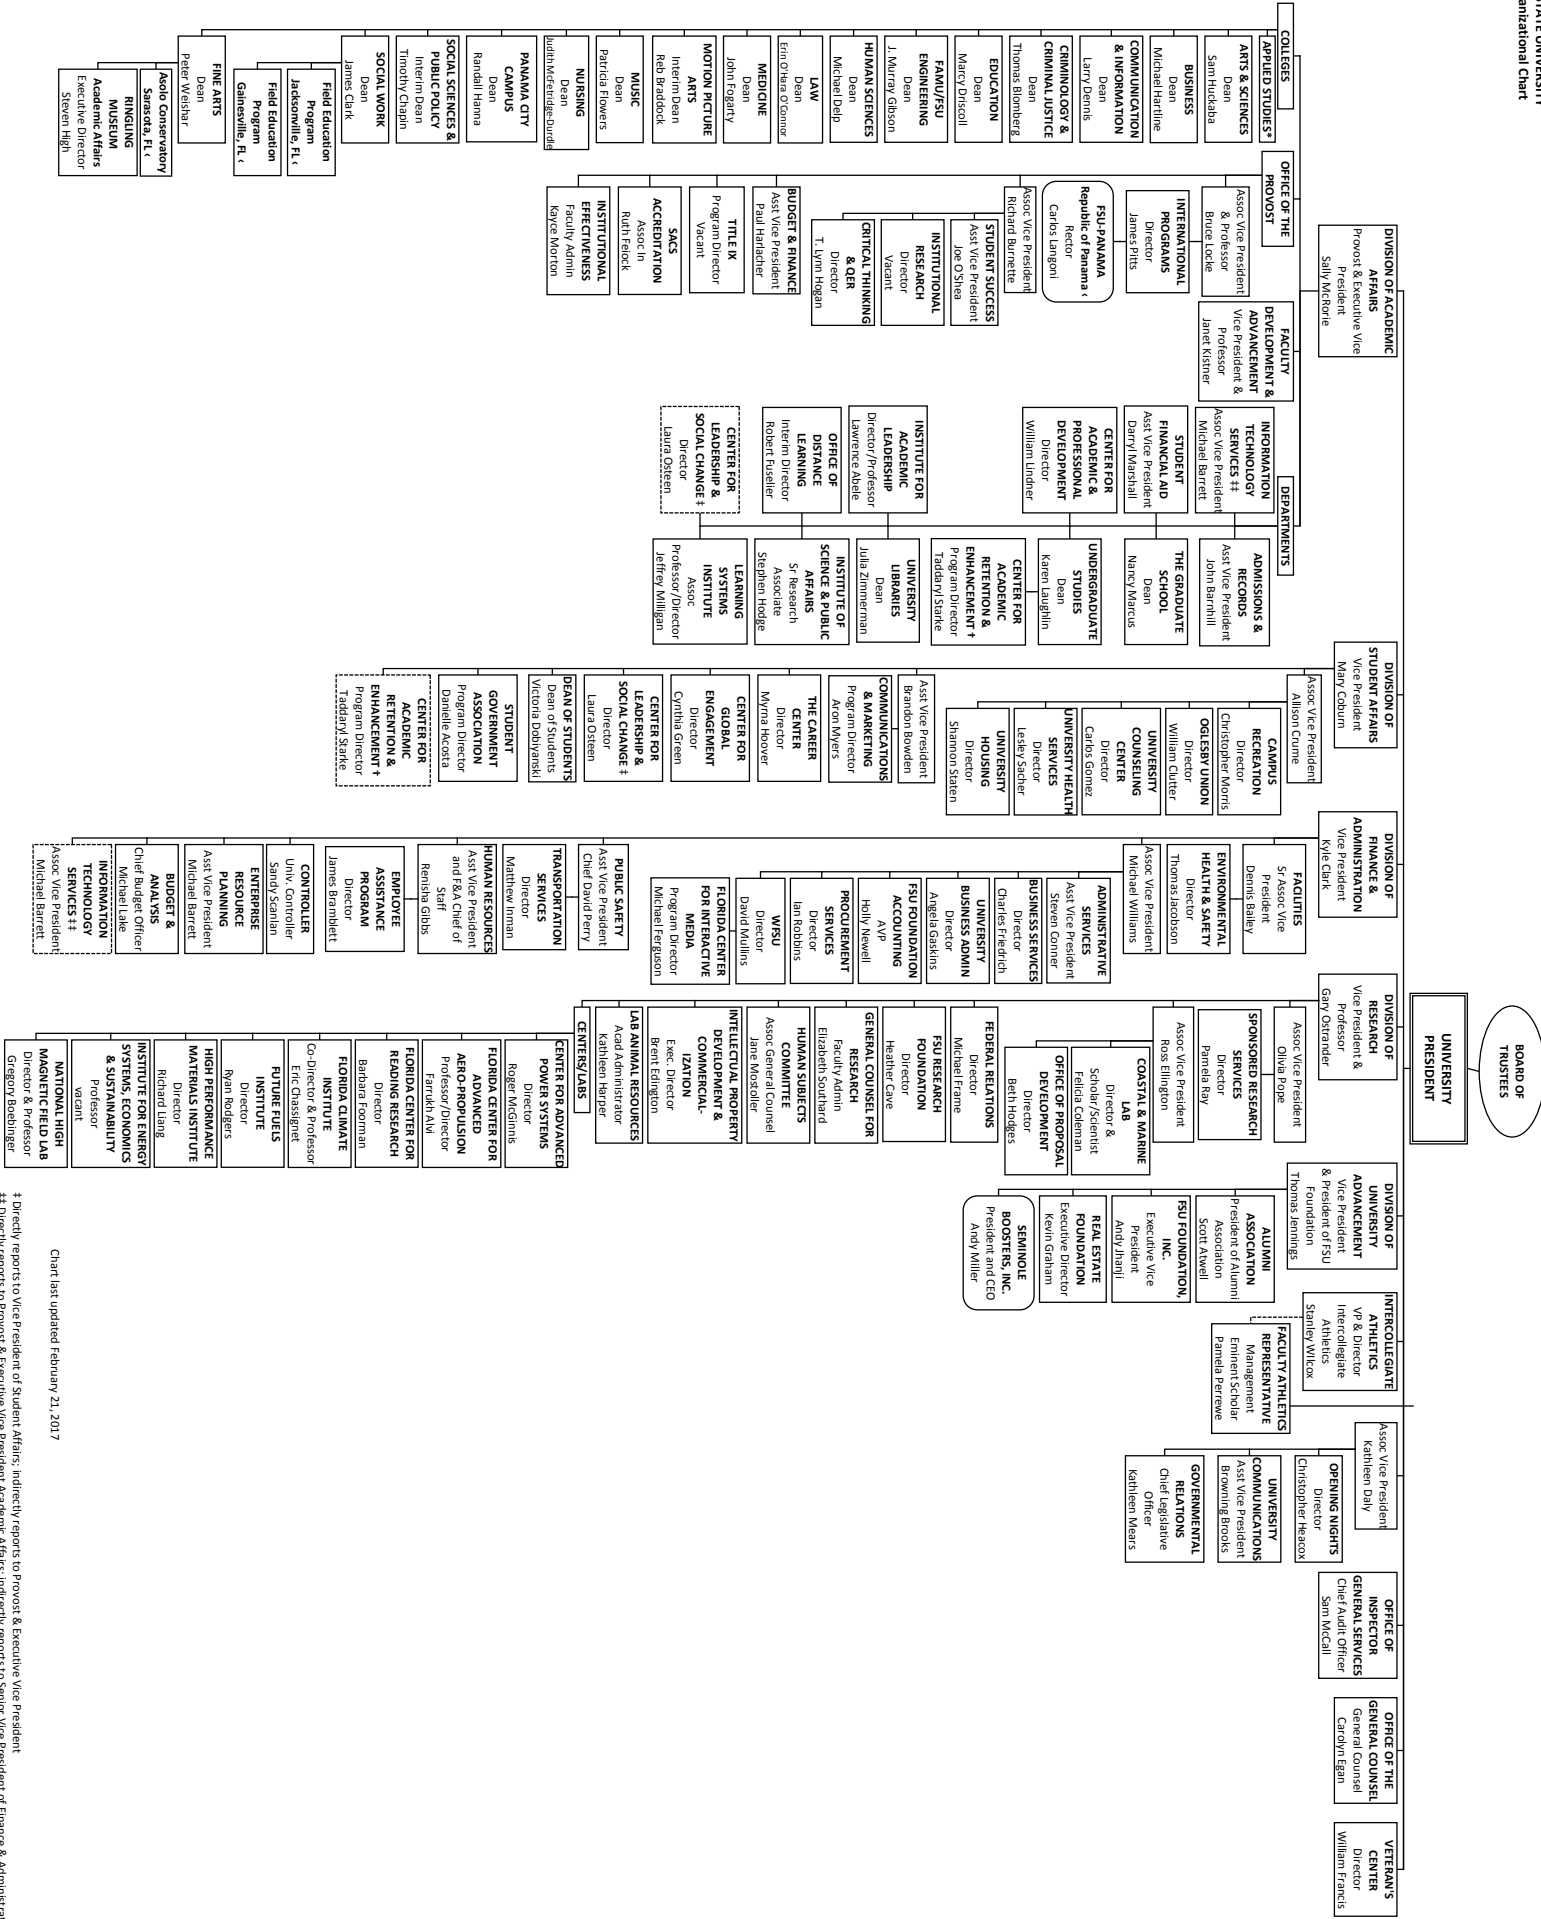 TATE UNIVERSITY
anizational Chart
BOARD OF
TRUSTEES
UNIVERSITY
PRESIDENT
DIVISION OF ACADEMIC
AFFAIRS
Provost & Executive Vice
President
Sally McRorie
COLLEGES
APPLIED STUDIES*
ARTS & SCIENCES
Dean
Sam Huckaba
BUSINESS
Dean
Michael Hartline
COMMUNICATION
& INFORMATION
Dean
Larry Dennis
CRIMINOLOGY &
CRIMINAL JUSTICE
Dean
Thomas Blomberg
EDUCATION
Dean
Marcy Driscoll
FAMU/FSU
ENGINEERING
Dean
J. Murray Gibson
HUMAN SCIENCES
Dean
Michael Delp
LAW
Dean
Erin O'Hara O'Connor
MEDICINE
Dean
John Fogarty
MOTION PICTURE
ARTS
Interim Dean
Reb Braddock
MUSIC
Dean
Patricia Flowers
NURSING
Dean
Judith McFetridge-Durdle
PANAMA CITY
CAMPUS
Dean
Randall Hanna
SOCIAL SCIENCES &
PUBLIC POLICY
Interim Dean
Timothy Chapin
SOCIAL WORK
Dean
James Clark
Field Education
Program
Jacksonville, FL ‹
Field Education
Program
Gainesville, FL ‹
FINE ARTS
Dean
Peter Weishar
Asolo Conservatory
Sarasota, FL ‹
RINGLING
MUSEUM
Academic Affairs
Executive Director
Steven High
OFFICE OF THE
PROVOST
Assoc Vice President
& Professor
Bruce Locke
INTERNATIONAL
PROGRAMS
Director
James Pitts
FSU-PANAMA
Republic of Panama ‹
Rector
Carlos Langoni
Assoc Vice President
Richard Burnette
STUDENT SUCCESS
Asst Vice President
Joe O'Shea
INSTITUTIONAL
RESEARCH
Director
Vacant
CRITICAL THINKING
& QER
Director
T. Lynn Hogan
BUDGET & FINANCE
Asst Vice President
Paul Harlacher
TITLE IX
Program Director
Vacant
SACS
ACCREDITATION
Assoc In
Ruth Feiock
INSTITUTIONAL
EFFECTIVENESS
Faculty Admin
Kayce Morton
FACULTY
DEVELOPMENT &
ADVANCEMENT
Vice President &
Professor
Janet Kistner
DEPARTMENTS
INFORMATION
TECHNOLOGY
SERVICES ‡‡
Assoc Vice President
Michael Barrett
STUDENT
FINANCIAL AID
Asst Vice President
Darryl Marshall
CENTER FOR
ACADEMIC &
PROFESSIONAL
DEVELOPMENT
Director
William Lindner
INSTITUTE FOR
ACADEMIC
LEADERSHIP
Director/Professor
Lawrence Abele
OFFICE OF
DISTANCE
LEARNING
Interim Director
Robert Fuselier
CENTER FOR
LEADERSHIP &
SOCIAL CHANGE ‡
Director
Laura Osteen
ADMISSIONS &
RECORDS
Asst Vice President
John Barnhill
THE GRADUATE
SCHOOL
Dean
Nancy Marcus
UNDERGRADUATE
STUDIES
Dean
Karen Laughlin
CENTER FOR
ACADEMIC
RETENTION &
ENHANCEMENT †
Program Director
Taddaryl Starke
UNIVERSITY
LIBRARIES
Dean
Julia Zimmerman
INSTITUTE OF
SCIENCE & PUBLIC
AFFAIRS
Sr Research
Associate
Stephen Hodge
LEARNING
SYSTEMS
INSTITUTE
Assoc
Professor/Director
Jeffrey Milligan
DIVISION OF
STUDENT AFFAIRS
Vice President
Mary Coburn
Assoc Vice President
Allison Crume
CAMPUS
RECREATION
Director
Christopher Morris
OGLESBY UNION
Director
William Clutter
UNIVERSITY
COUNSELING
CENTER
Director
Carlos Gomez
UNIVERSITY HEALTH
SERVICES
Director
Lesley Sacher
UNIVERSITY
HOUSING
Director
Shannon Staten
Asst Vice President
Brandon Bowden
COMMUNICATIONS
& MARKETING
Program Director
Aron Myers
THE CAREER
CENTER
Director
Myrna Hoover
CENTER FOR
GLOBAL
ENGAGEMENT
Director
Cynthia Green
CENTER FOR
LEADERSHIP &
SOCIAL CHANGE ‡
Director
Laura Osteen
DEAN OF STUDENTS
Dean of Students
Victoria Dobiyanski
STUDENT
GOVERNMENT
ASSOCIATION
Program Director
Danielle Acosta
CENTER FOR
ACADEMIC
RETENTION &
ENHANCEMENT †
Program Director
Taddaryl Starke
DIVISION OF
FINANCE &
ADMINISTRATION
Vice President
Kyle Clark
FACILITIES
Sr Assoc Vice
President
Dennis Bailey
ENVIRONMENTAL
HEALTH & SAFETY
Director
Thomas Jacobson
Assoc Vice President
Michael Williams
ADMINISTRATIVE
SERVICES
Asst Vice President
Steven Conner
BUSINESS SERVICES
Director
Charles Friedrich
UNIVERSITY
BUSINESS ADMIN
Director
Angela Gaskins
FSU FOUNDATION
ACCOUNTING
AVP
Holly Newell
PROCUREMENT
SERVICES
Director
Ian Robbins
WFSU
Director
David Mullins
FLORIDA CENTER
FOR INTERACTIVE
MEDIA
Program Director
Michael Ferguson
PUBLIC SAFETY
Asst Vice President
Chief David Perry
TRANSPORTATION
SERVICES
Director
Matthew Inman
HUMAN RESOURCES
Asst Vice President
and F&A Chief of
Staff
Renisha Gibbs
EMPLOYEE
ASSISTANCE
PROGRAM
Director
James Bramblett
CONTROLLER
Univ. Controller
Sandy Scanlan
ENTERPRISE
RESOURCE
PLANNING
Asst Vice President
Michael Barrett
BUDGET &
ANALYSIS
Chief Budget Officer
Michael Lake
INFORMATION
TECHNOLOGY
SERVICES ‡‡
Assoc Vice President
Michael Barrett
DIVISION OF
RESEARCH
Vice President &
Professor
Gary Ostrander
Assoc Vice President
Olivia Pope
SPONSORED RESEARCH
SERVICES
Pamela Ray
Assoc Vice President
Ross Ellington
COASTAL & MARINE
LAB
Director &
Scholar/Scientist
Felicia Coleman
OFFICE OF PROPOSAL
DEVELOPMENT
Director
Beth Hodges
FEDERAL RELATIONS
Director
Michael Frame
FSU RESEARCH
FOUNDATION
Director
Heather Cave
GENERAL COUNSEL FOR
RESEARCH
Faculty Admin
Elizabeth Southard
HUMAN SUBJECTS
COMMITTEE
Assoc General Counsel
Jane Mostoller
INTELLECTUAL PROPERTY
DEVELOPMENT &
COMMERCIAL-
IZATION
Exec. Director
Brent Edington
LAB ANIMAL RESOURCES
Acad Administrator
Kathleen Harper
CENTERS/LABS
CENTER FOR ADVANCED
POWER SYSTEMS
Director
Roger McGinnis
FLORIDA CENTER FOR
ADVANCED
AERO-PROPULSION
Professor/Director
Farrukh Alvi
FLORIDA CENTER FOR
READING RESEARCH
Director
Barbara Foorman
FLORIDA CLIMATE
INSTITUTE
Co-Director & Professor
Eric Chassignet
FUTURE FUELS
INSTITUTE
Director
Ryan Rodgers
HIGH PERFORMANCE
MATERIALS INSTITUTE
Director
Richard Liang
INSTITUTE FOR ENERGY
SYSTEMS, ECONOMICS
& SUSTAINABILITY
Professor
vacant
NATIONAL HIGH
MAGNETIC FIELD LAB
Director & Professor
Gregory Boebinger
DIVISION OF
UNIVERSITY
ADVANCEMENT
Vice President
& President of FSU
Foundation
Thomas Jennings
ALUMNI
ASSOCIATION
President of Alumni
Association
Scott Atwell
FSU FOUNDATION,
INC.
Executive Vice
President
Andy Jhanji
REAL ESTATE
FOUNDATION
Executive Director
Kevin Graham
SEMINOLE
BOOSTERS, INC.
President and CEO
Andy Miller
INTERCOLLEGIATE
ATHLETICS
VP & Director
Intercollegiate
Athletics
Stanley WIlcox
FACULTY ATHLETICS
REPRESENTATIVE
Management
Eminent Scholar
Pamela Perrewe
Assoc Vice President
Kathleen Daly
OPENING NIGHTS
Director
Christopher Heacox
UNIVERSITY
COMMUNICATIONS
Asst Vice President
Browning Brooks
GOVERNMENTAL
RELATIONS
Chief Legislative
Officer
Kathleen Mears
OFFICE OF
INSPECTOR
GENERAL SERVICES
Chief Audit Officer
Sam McCall
OFFICE OF THE
GENERAL COUNSEL
General Counsel
Carolyn Egan
VETERAN'S
CENTER
Director
William Francis
Chart last updated February 21, 2017
‡ Directly reports to Vice President of Student Affairs; indirectly reports to Provost & Executive Vice President
‡‡ Directly reports to Provost & Executive Vice President Academic Affairs; indirectly reports to Senior Vice President of Finance & Administrat